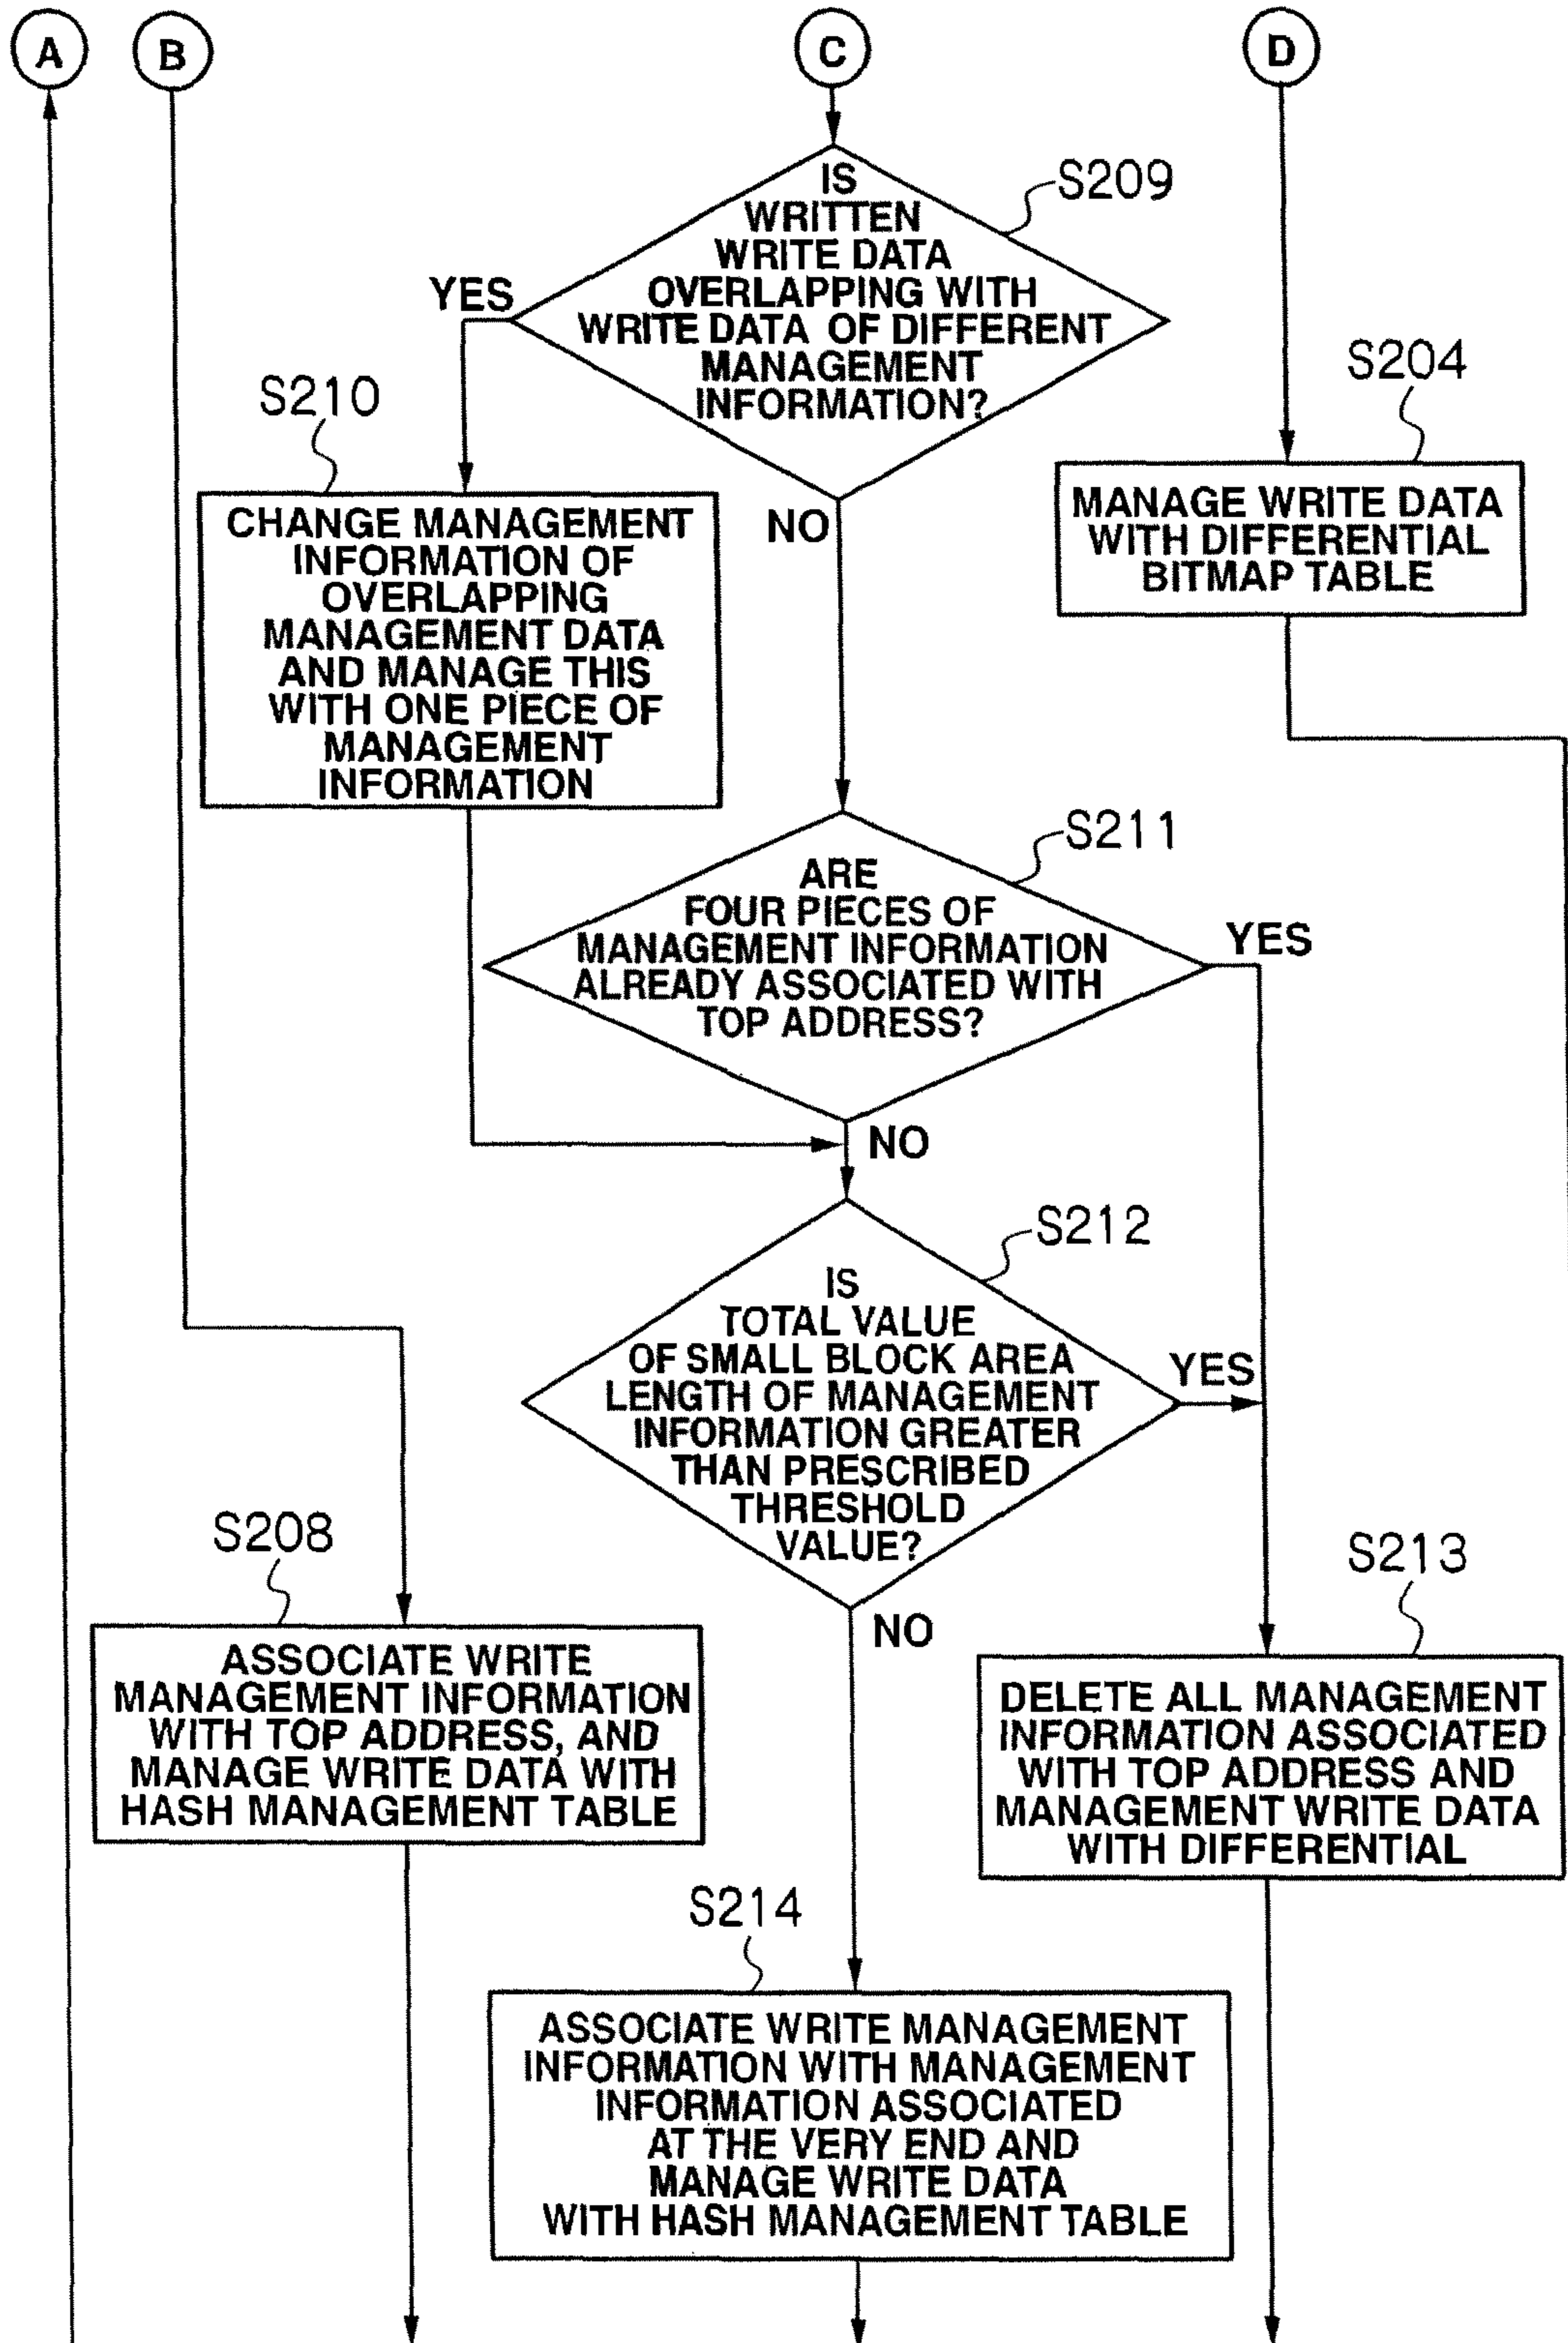 A
B
C
D
S209
IS
WRITTEN
WRITE DATA
OVERLAPPING WITH
WRITE DATA OF DIFFERENT
MANAGEMENT
INFORMATION?
YES
NO
S210
CHANGE MANAGEMENT
INFORMATION OF
OVERLAPPING
MANAGEMENT DATA
AND MANAGE THIS
WITH ONE PIECE OF
MANAGEMENT
INFORMATION
S204
MANAGE WRITE DATA
WITH DIFFERENTIAL
BITMAP TABLE
S211
ARE
FOUR PIECES OF
MANAGEMENT INFORMATION
ALREADY ASSOCIATED WITH
TOP ADDRESS?
YES
NO
S212
IS
TOTAL VALUE
OF SMALL BLOCK AREA
LENGTH OF MANAGEMENT
INFORMATION GREATER
THAN PRESCRIBED
THRESHOLD
VALUE?
YES
NO
S208
ASSOCIATE WRITE
MANAGEMENT INFORMATION
WITH TOP ADDRESS, AND
MANAGE WRITE DATA WITH
HASH MANAGEMENT TABLE
S213
DELETE ALL MANAGEMENT
INFORMATION ASSOCIATED
WITH TOP ADDRESS AND
MANAGEMENT WRITE DATA
WITH DIFFERENTIAL
S214
ASSOCIATE WRITE MANAGEMENT
INFORMATION WITH MANAGEMENT
INFORMATION ASSOCIATED
AT THE VERY END AND
MANAGE WRITE DATA
WITH HASH MANAGEMENT TABLE